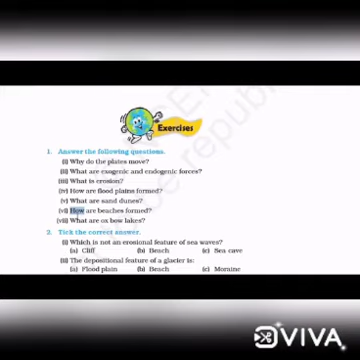 Exercises
1. Answer the following questions.
(i) Why do the plates move?
(ii) What are exogenic and endogenic forces?
(iii) What is erosion?
(iv) How are flood plains formed?
(v) What are sand dunes?
(vi) How are beaches formed?
(vii) What are ox bow lakes?
2. Tick the correct answer.
(i) Which is not an erosional feature of sea waves?
(a) Cliff (b) Beach (c) Sea cave
(ii) The depositional feature of a glacier is:
(a) Flood plain (b) Beach (c) Moraine
VIVA